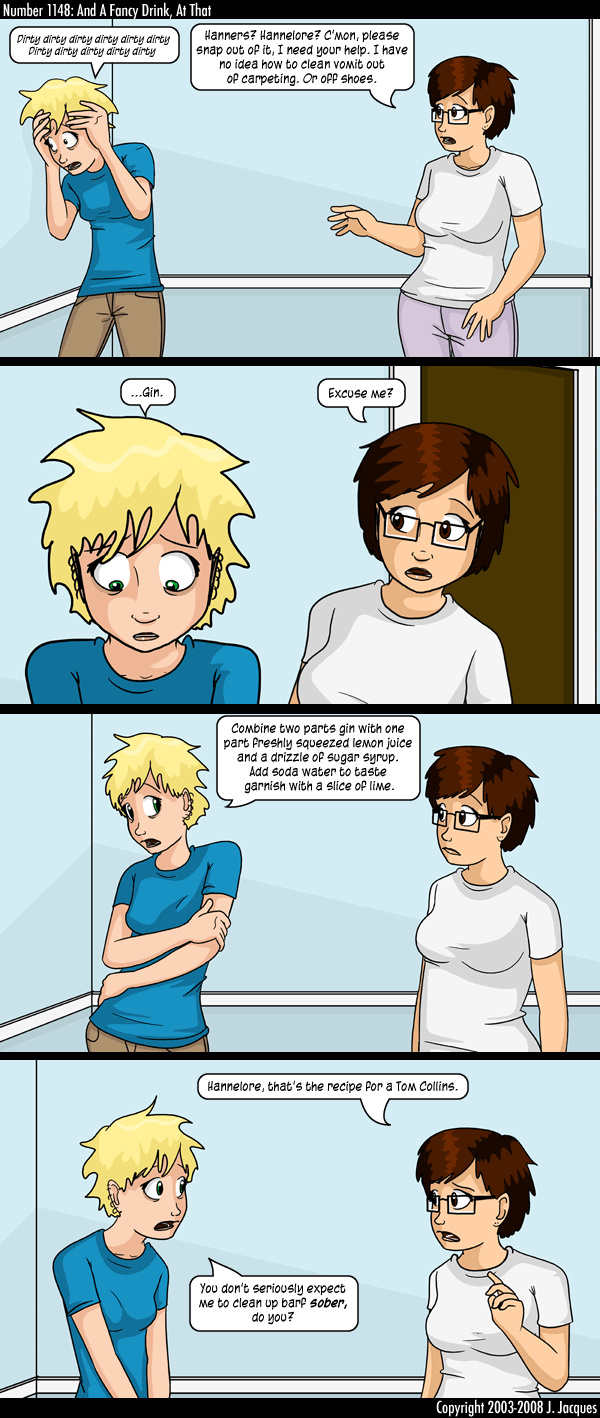 Number 1148: And A Fancy Drink, At That
Dirty dirty dirty dirty dirty dirty
Dirty dirty dirty dirty dirty
Hanners? Hannelore? C'mon, please
snap out of it, I need your help. I have
no idea how to clean vomit out
of carpeting. Or off shoes.
...Gin.
Excuse me?
Combine two parts gin with one
part freshly squeezed lemon juice
and a drizzle of sugar syrup.
Add soda water to taste
garnish with a slice of lime.
Hannelore, that's the recipe for a Tom Collins.
You don't seriously expect
me to clean up barf sober,
do you?
Copyright 2003-2008 J. Jacques